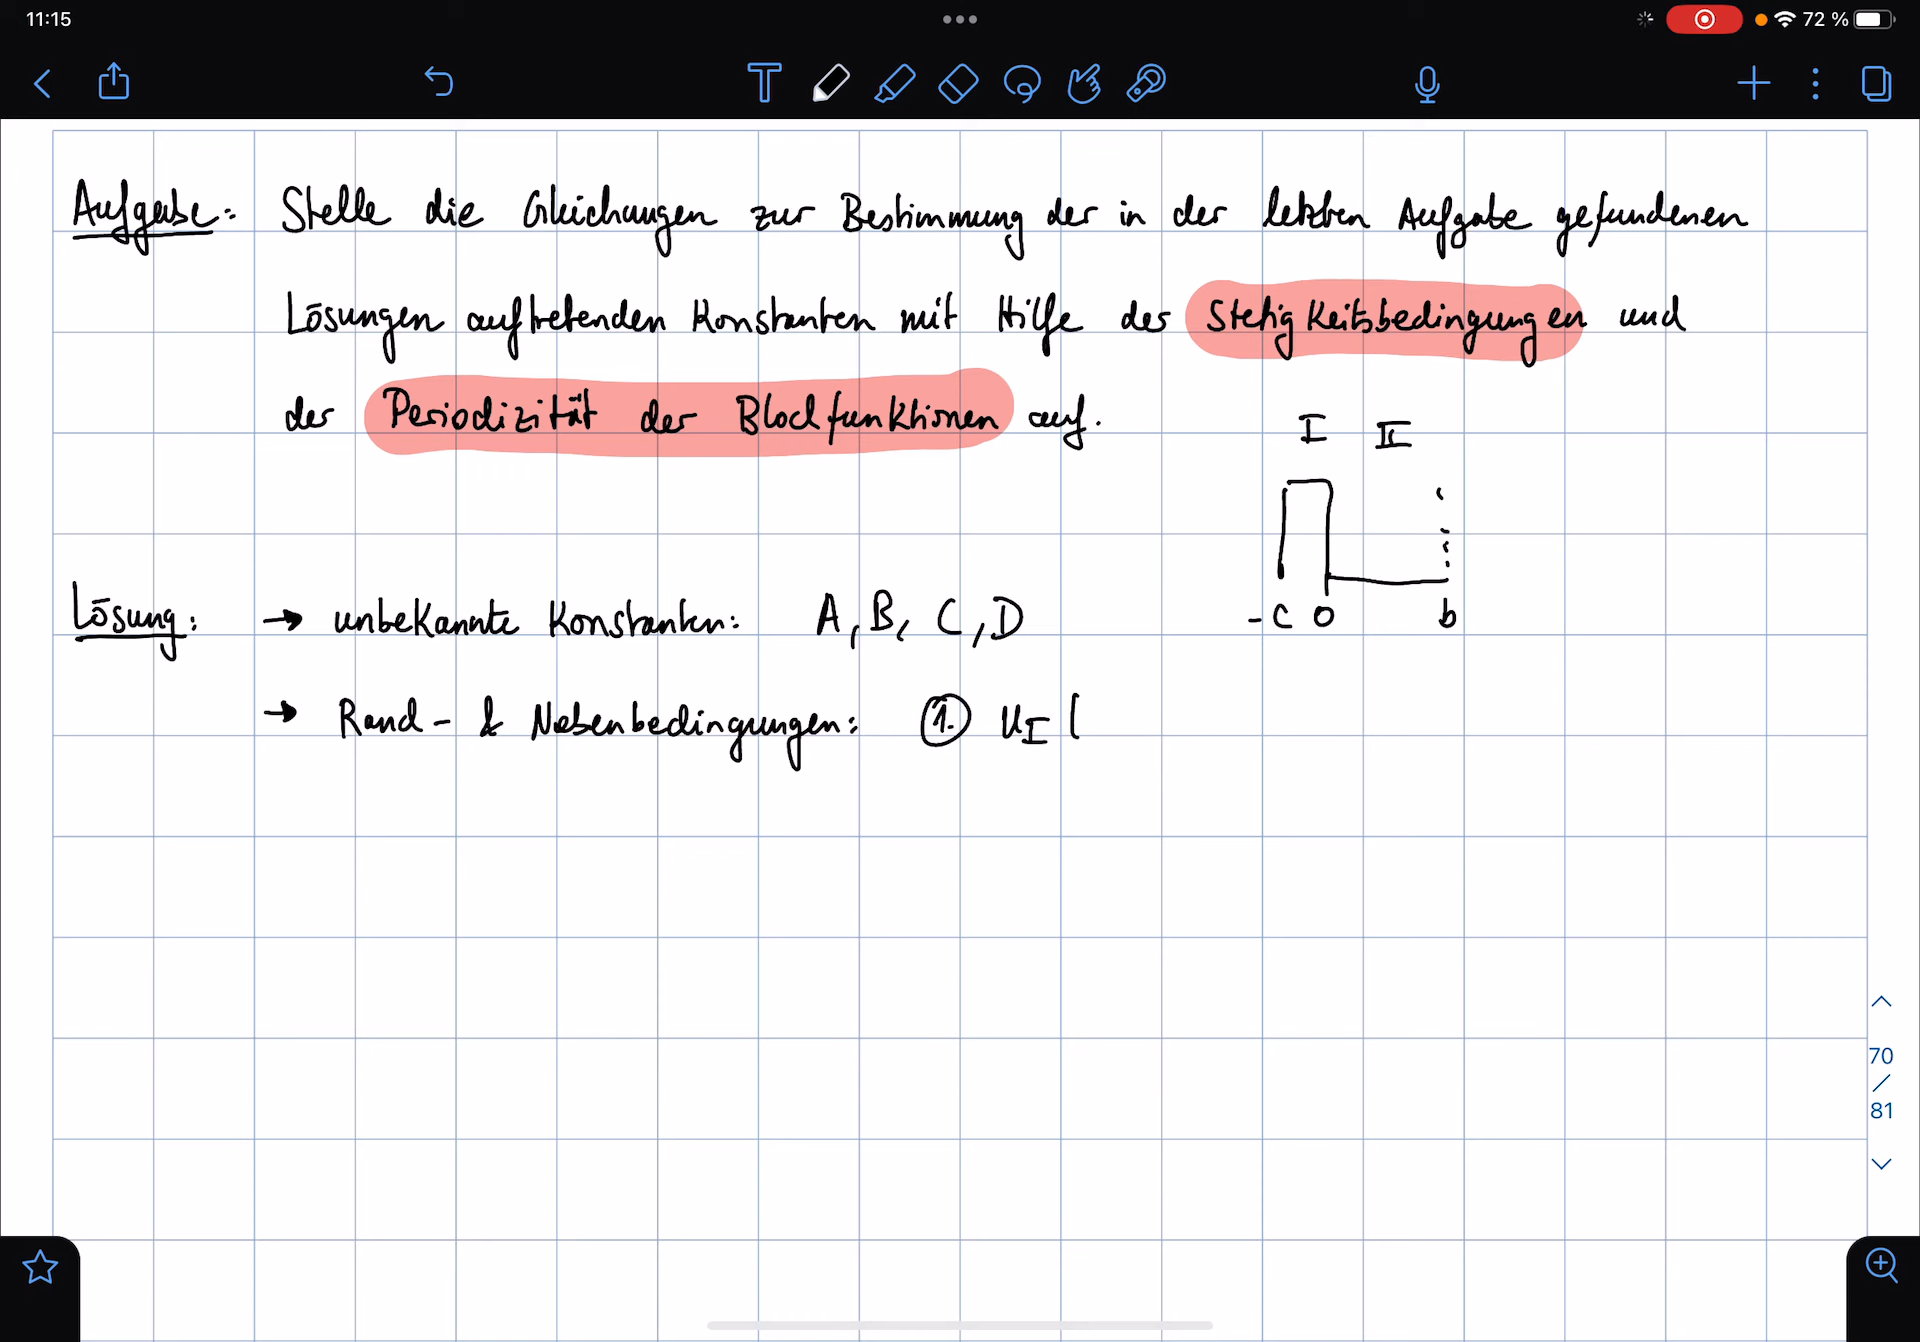 11:15
72 %
Aufgabe: Stelle die Gleichungen zur Bestimmung der in der letzten Aufgabe gefundenen
Lösungen auftretenden Konstanten mit Hilfe der Stetigkeitsbedingungen und
der Periodizität der Blochfunktionen auf.
I II
-c 0 b
Lösung: → unbekannte Konstanten: A, B, C, D
→ Rand- & Nebenbedingungen: 1. u_I (
70
/
81